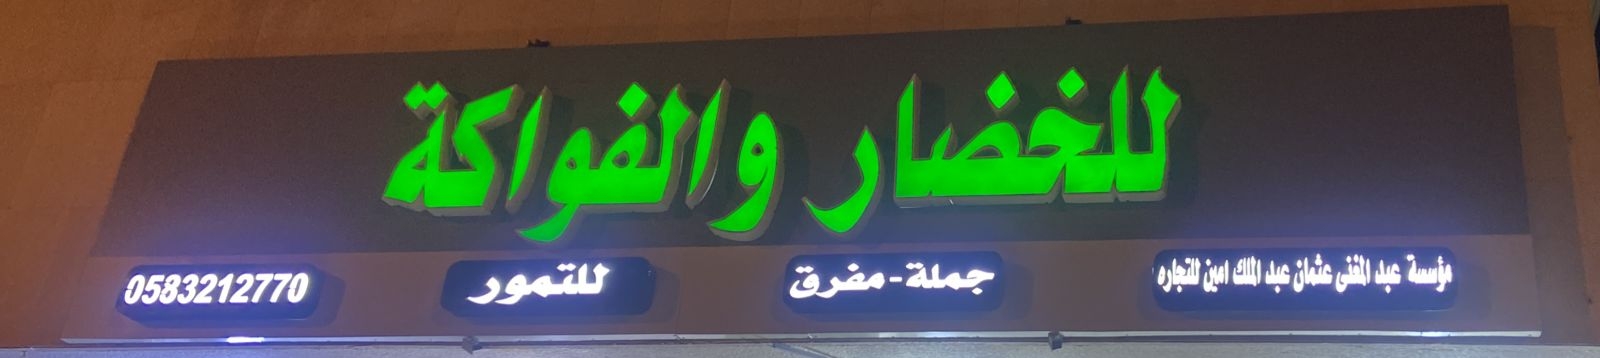 للخضار والفواكة
مؤسسة عبد المغنى عثمان عبد الملك امين للتجاره
جملة - مفرق
للتمور
0583212770